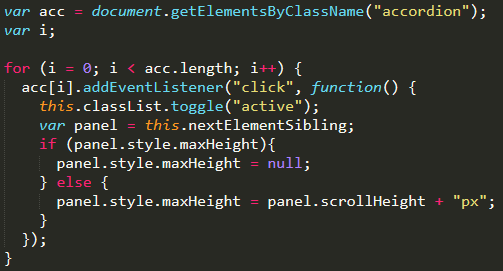 var acc = document.getElementsByClassName("accordion");
var i;

for (i = 0; i < acc.length; i++) {
  acc[i].addEventListener("click", function() {
    this.classList.toggle("active");
    var panel = this.nextElementSibling;
    if (panel.style.maxHeight){
      panel.style.maxHeight = null;
    } else {
      panel.style.maxHeight = panel.scrollHeight + "px";
    }
  });
}